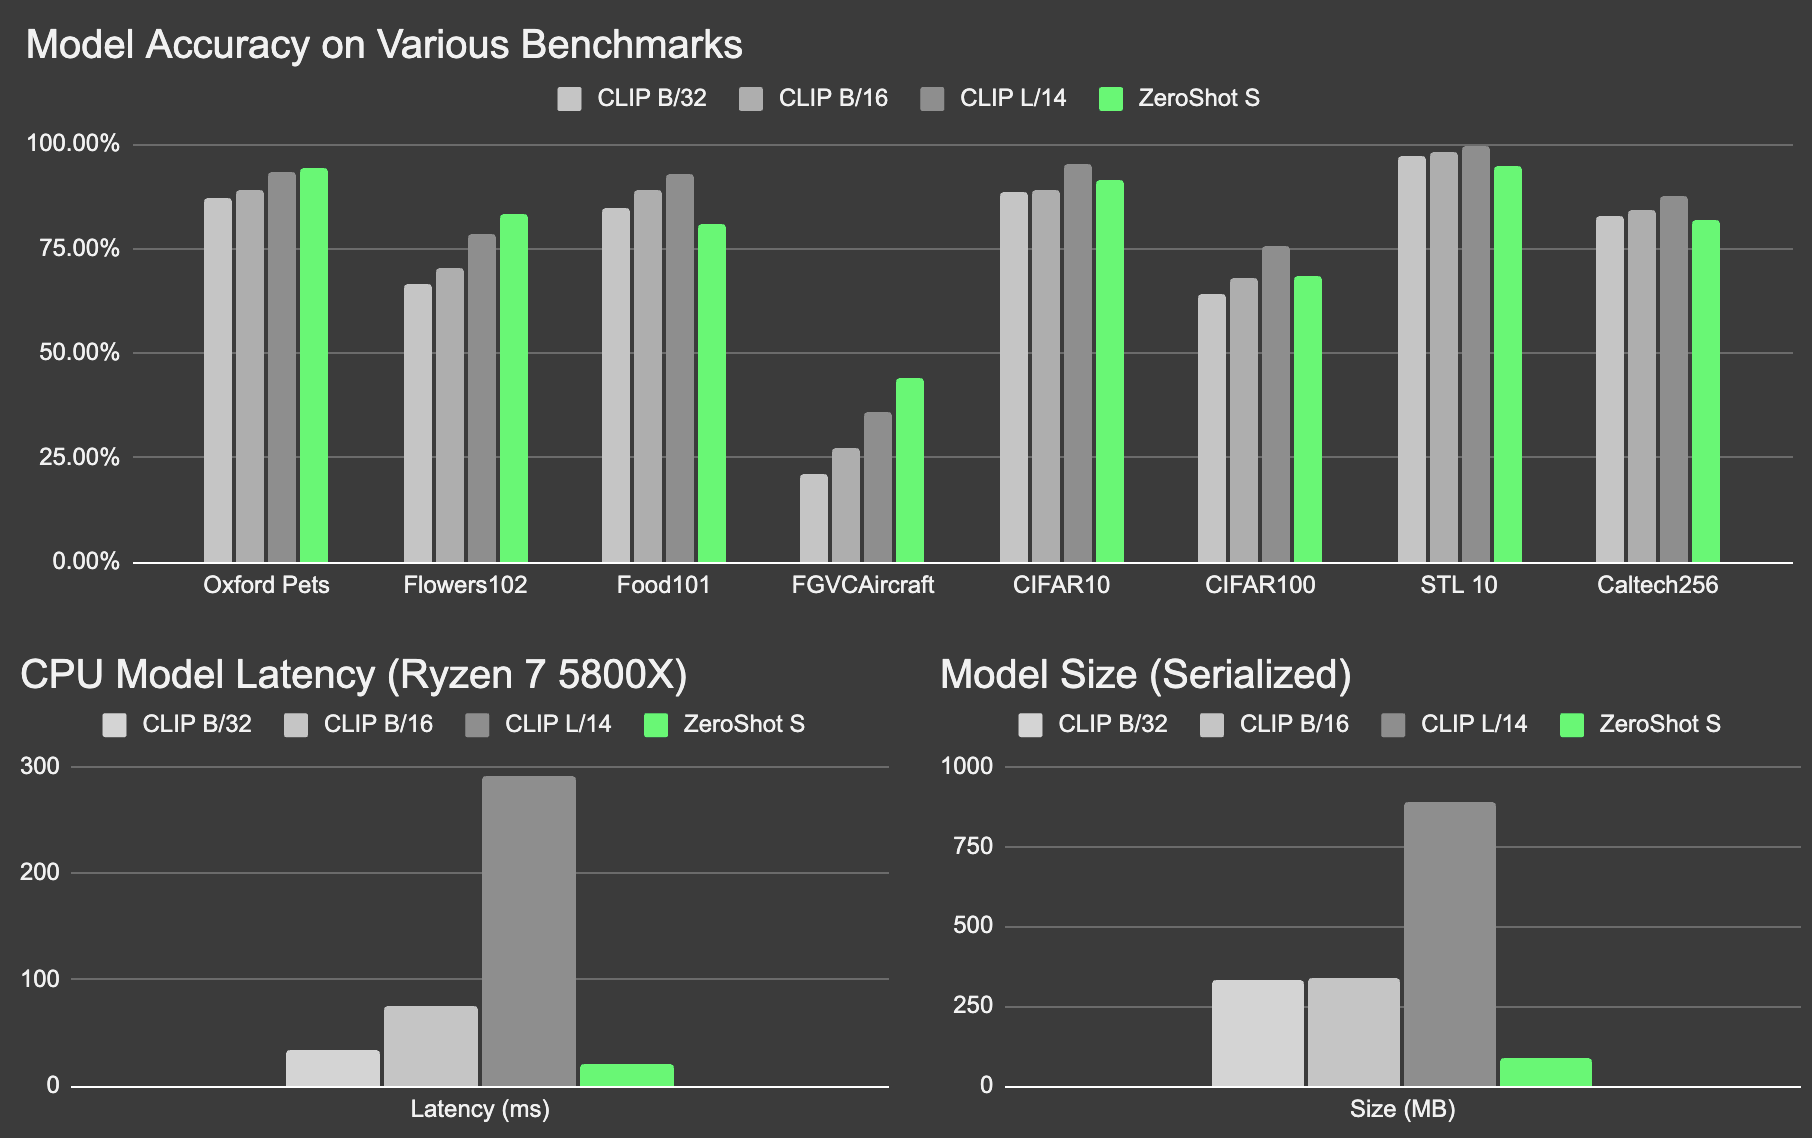 Model Accuracy on Various Benchmarks
CLIP B/32 CLIP B/16 CLIP L/14 ZeroShot S
100.00%
75.00%
50.00%
25.00%
0.00%
Oxford Pets Flowers102 Food101 FGVCAircraft CIFAR10 CIFAR100 STL 10 Caltech256
CPU Model Latency (Ryzen 7 5800X)
CLIP B/32 CLIP B/16 CLIP L/14 ZeroShot S
300
200
100
0
Latency (ms)
Model Size (Serialized)
CLIP B/32 CLIP B/16 CLIP L/14 ZeroShot S
1000
750
500
250
0
Size (MB)